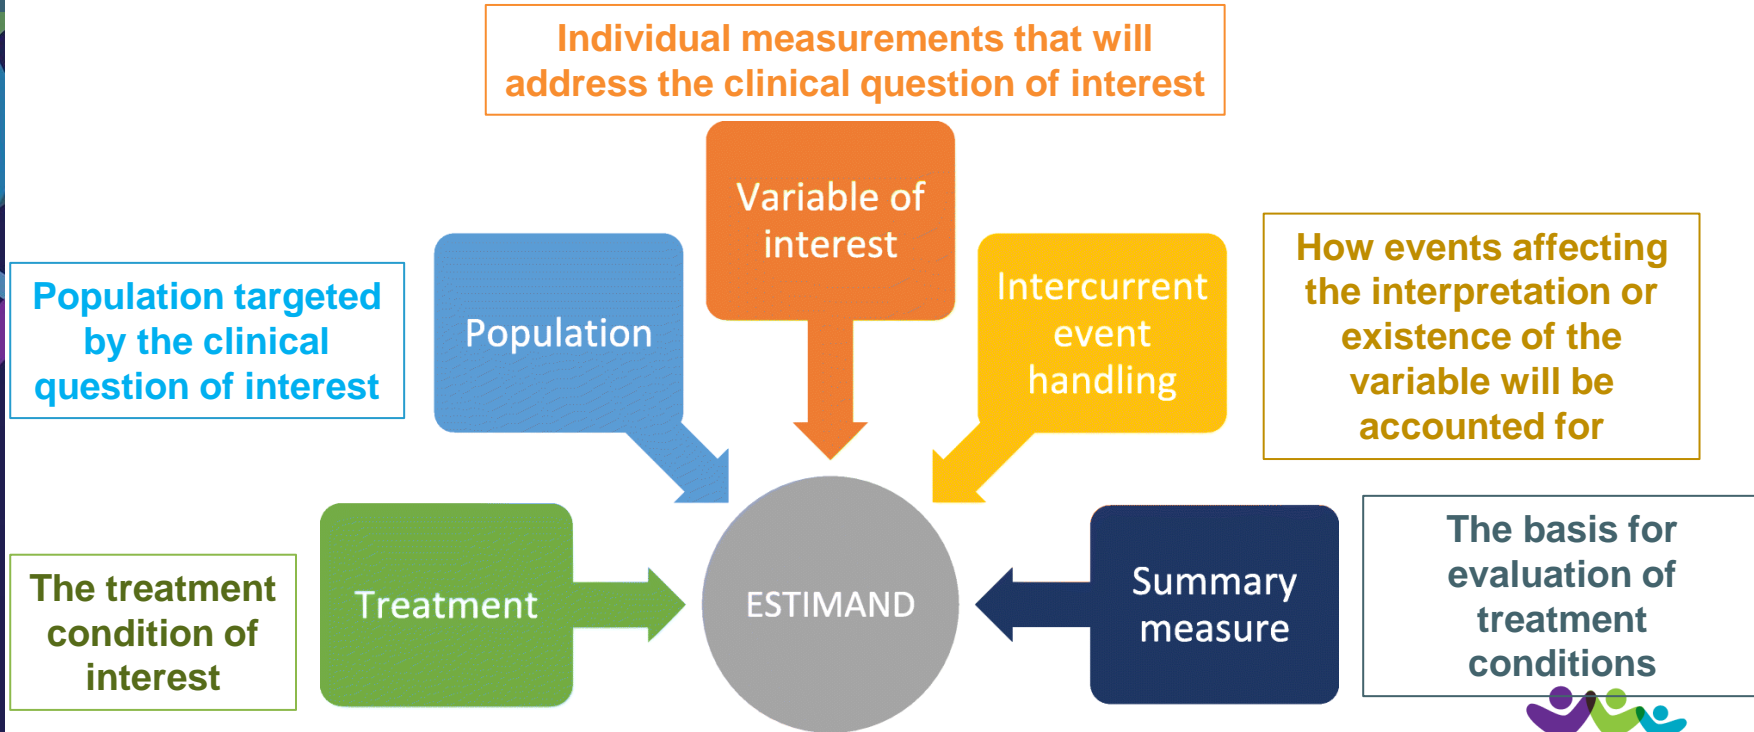 Individual measurements that will
address the clinical question of interest
Variable of
interest
Population targeted
by the clinical
question of interest
Population
Intercurrent
event
handling
How events affecting
the interpretation or
existence of the
variable will be
accounted for
The treatment
condition of
interest
Treatment
ESTIMAND
Summary
measure
The basis for
evaluation of
treatment
conditions